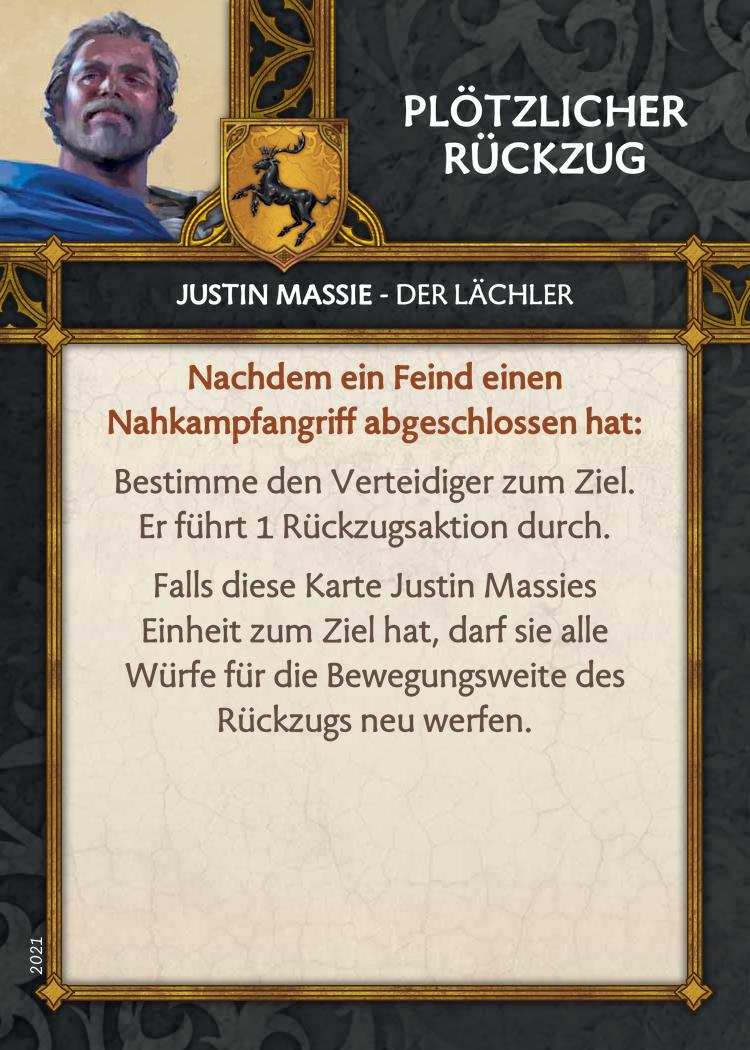 PLÖTZLICHER
RÜCKZUG
JUSTIN MASSIE - DER LÄCHLER
Nachdem ein Feind einen
Nahkampfangriff abgeschlossen hat:
Bestimme den Verteidiger zum Ziel.
Er führt 1 Rückzugsaktion durch.
Falls diese Karte Justin Massies
Einheit zum Ziel hat, darf sie alle
Würfe für die Bewegungsweite des
Rückzugs neu werfen.
2021